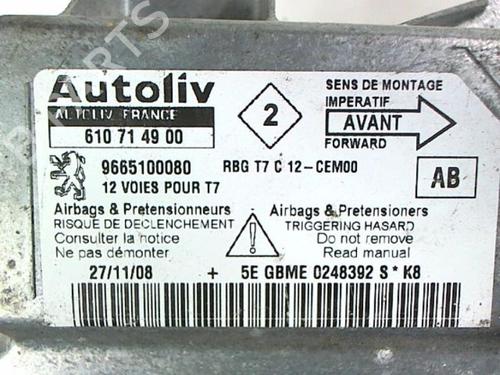 Autoliv
AUTOLIV FRANCE
610 71 49 00
2
SENS DE MONTAGE
IMPERATIF
AVANT
FORWARD
9665100080
RBG T7 C 12-CEM00
12 VOIES POUR T7
AB
Airbags & Pretensionneurs
RISQUE DE DECLENCHEMENT
Consulter la notice
Ne pas démonter
!
Airbags & Pretensioners
TRIGGERING HASARD
Do not remove
Read manual
27/11/08 + 5E GBME 0248392 S * K8